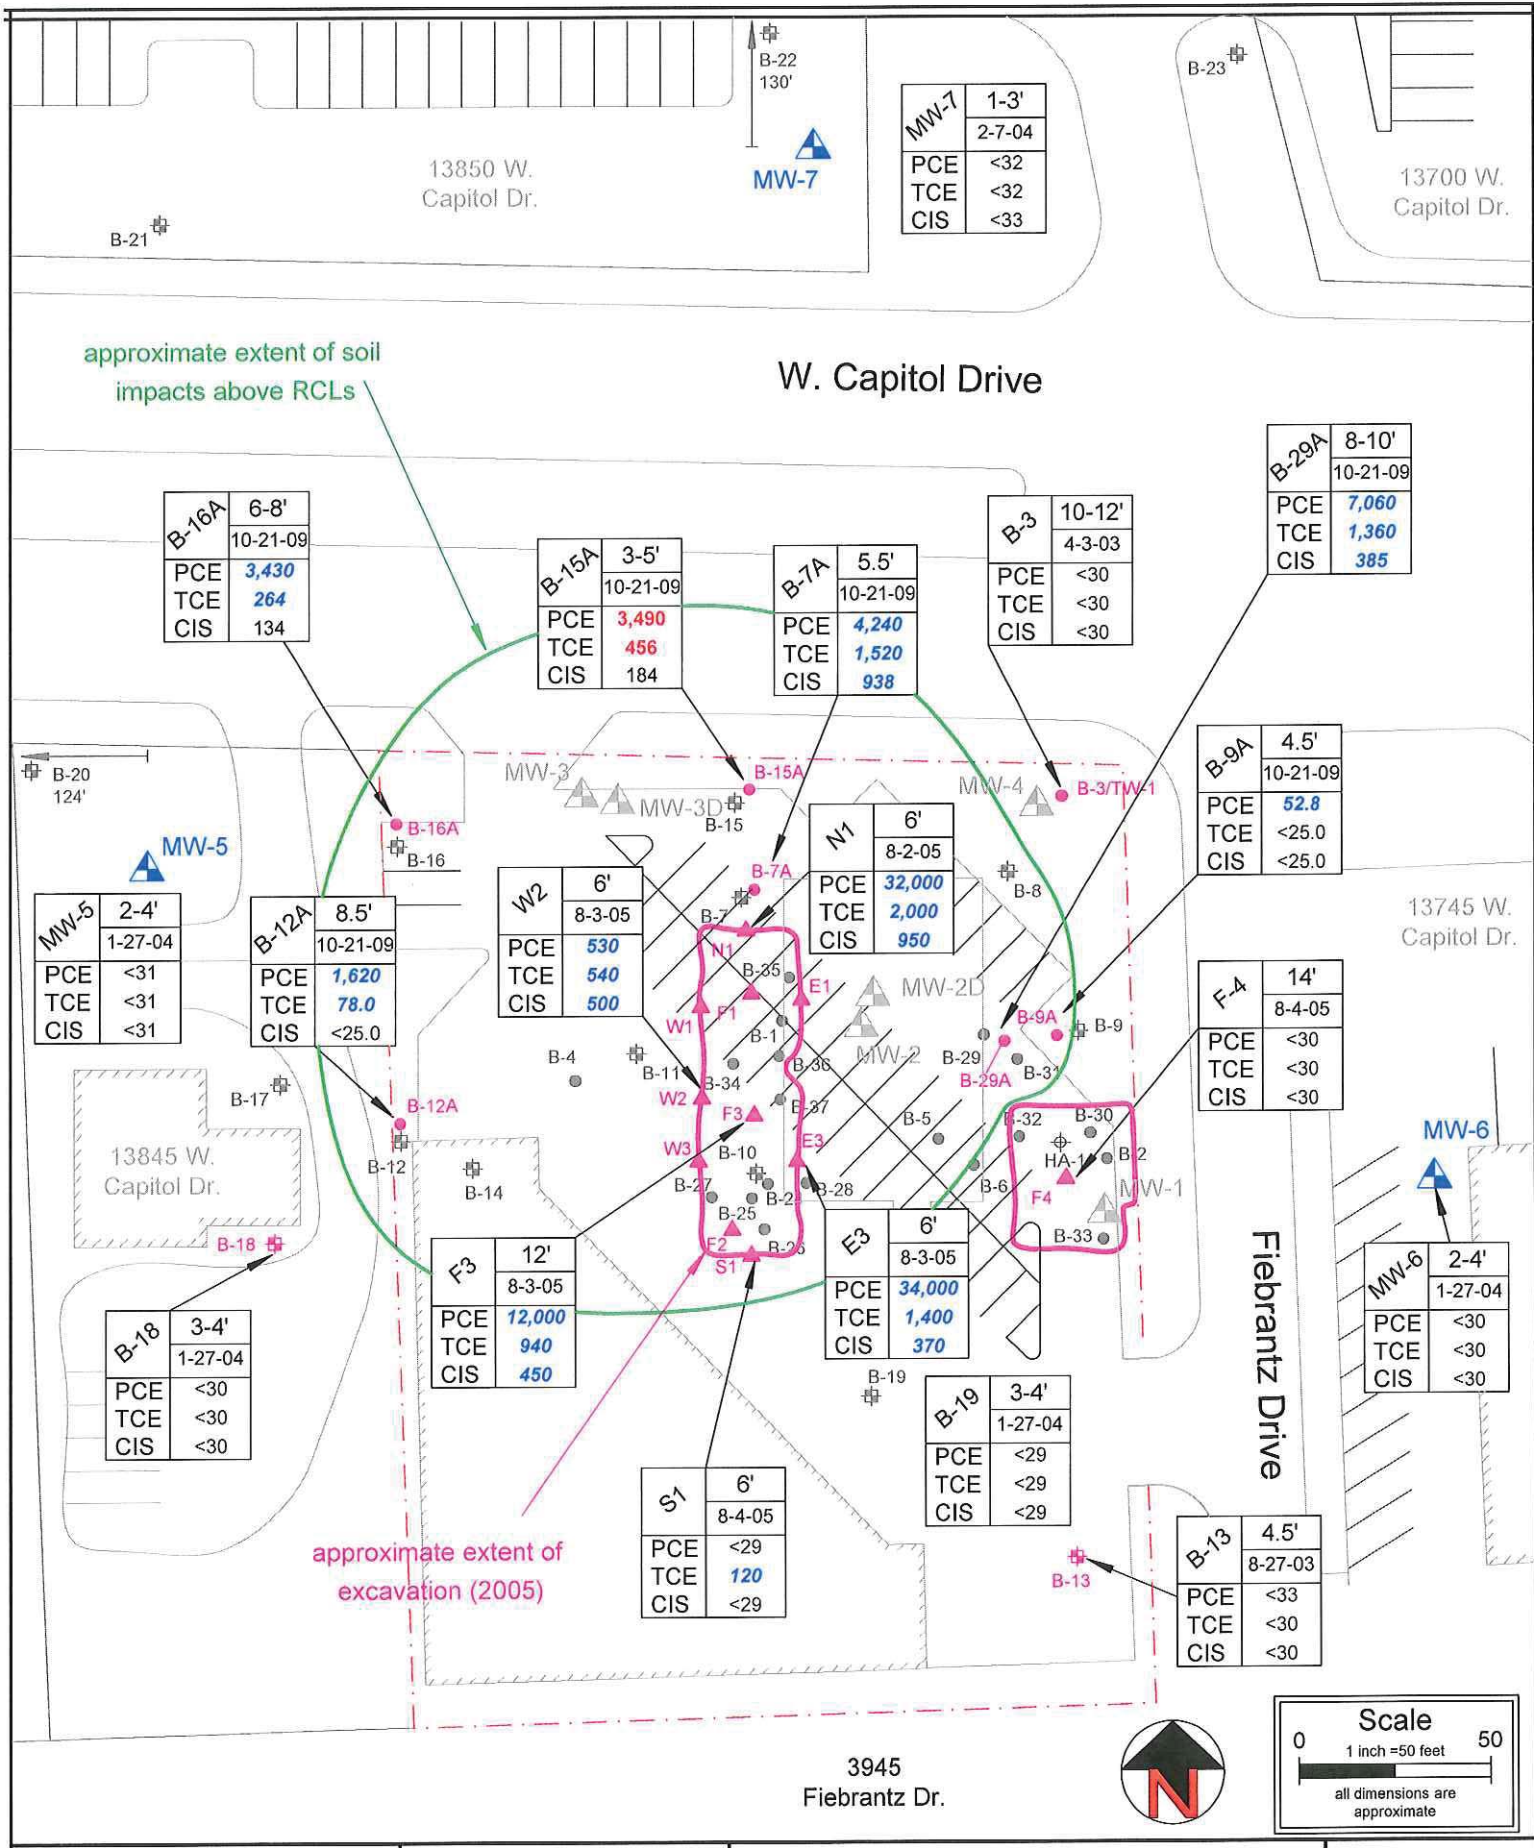 B-22
130'
B-23
MW-7
1-3'
2-7-04
PCE <32
TCE <32
CIS <33
MW-7
13850 W.
Capitol Dr.
13700 W.
Capitol Dr.
B-21
approximate extent of soil
impacts above RCLs
W. Capitol Drive
B-29A
8-10'
10-21-09
PCE 7,060
TCE 1,360
CIS 385
B-16A
6-8'
10-21-09
PCE 3,430
TCE 264
CIS 134
B-15A
3-5'
10-21-09
PCE 3,490
TCE 456
CIS 184
B-7A
5.5'
10-21-09
PCE 4,240
TCE 1,520
CIS 938
B-3
10-12'
4-3-03
PCE <30
TCE <30
CIS <30
B-9A
4.5'
10-21-09
PCE 52.8
TCE <25.0
CIS <25.0
B-20
124'
MW-3
MW-3D
B-15A
B-15
MW-4
B-3/TW-1
MW-5
B-16A
B-16
N1
6'
8-2-05
PCE 32,000
TCE 2,000
CIS 950
B-7A
B-7
B-8
W2
6'
8-3-05
PCE 530
TCE 540
CIS 500
MW-5
2-4'
1-27-04
PCE <31
TCE <31
CIS <31
B-12A
8.5'
10-21-09
PCE 1,620
TCE 78.0
CIS <25.0
13745 W.
Capitol Dr.
N1
B-35
E1
MW-2D
F-4
14'
8-4-05
PCE <30
TCE <30
CIS <30
W1
F1
B-1
MW-2
B-9A
B-9
B-29
B-31
B-29A
B-4
B-11
B-34
B-36
B-17
W2
B-37
B-12A
F3
B-5
B-32
B-30
MW-6
W3
B-10
E3
HA-1
B-2
13845 W.
Capitol Dr.
B-12
B-14
B-27
B-28
B-6
F4
MW-1
B-25
B-33
B-18
F2
B-26
S1
F3
12'
8-3-05
PCE 12,000
TCE 940
CIS 450
E3
6'
8-3-05
PCE 34,000
TCE 1,400
CIS 370
Fiebrantz Drive
MW-6
2-4'
1-27-04
PCE <30
TCE <30
CIS <30
B-18
3-4'
1-27-04
PCE <30
TCE <30
CIS <30
B-19
B-19
3-4'
1-27-04
PCE <29
TCE <29
CIS <29
S1
6'
8-4-05
PCE <29
TCE 120
CIS <29
approximate extent of
excavation (2005)
B-13
B-13
4.5'
8-27-03
PCE <33
TCE <30
CIS <30
3945
Fiebrantz Dr.
N
Scale
0 50
1 inch =50 feet
all dimensions are
approximate